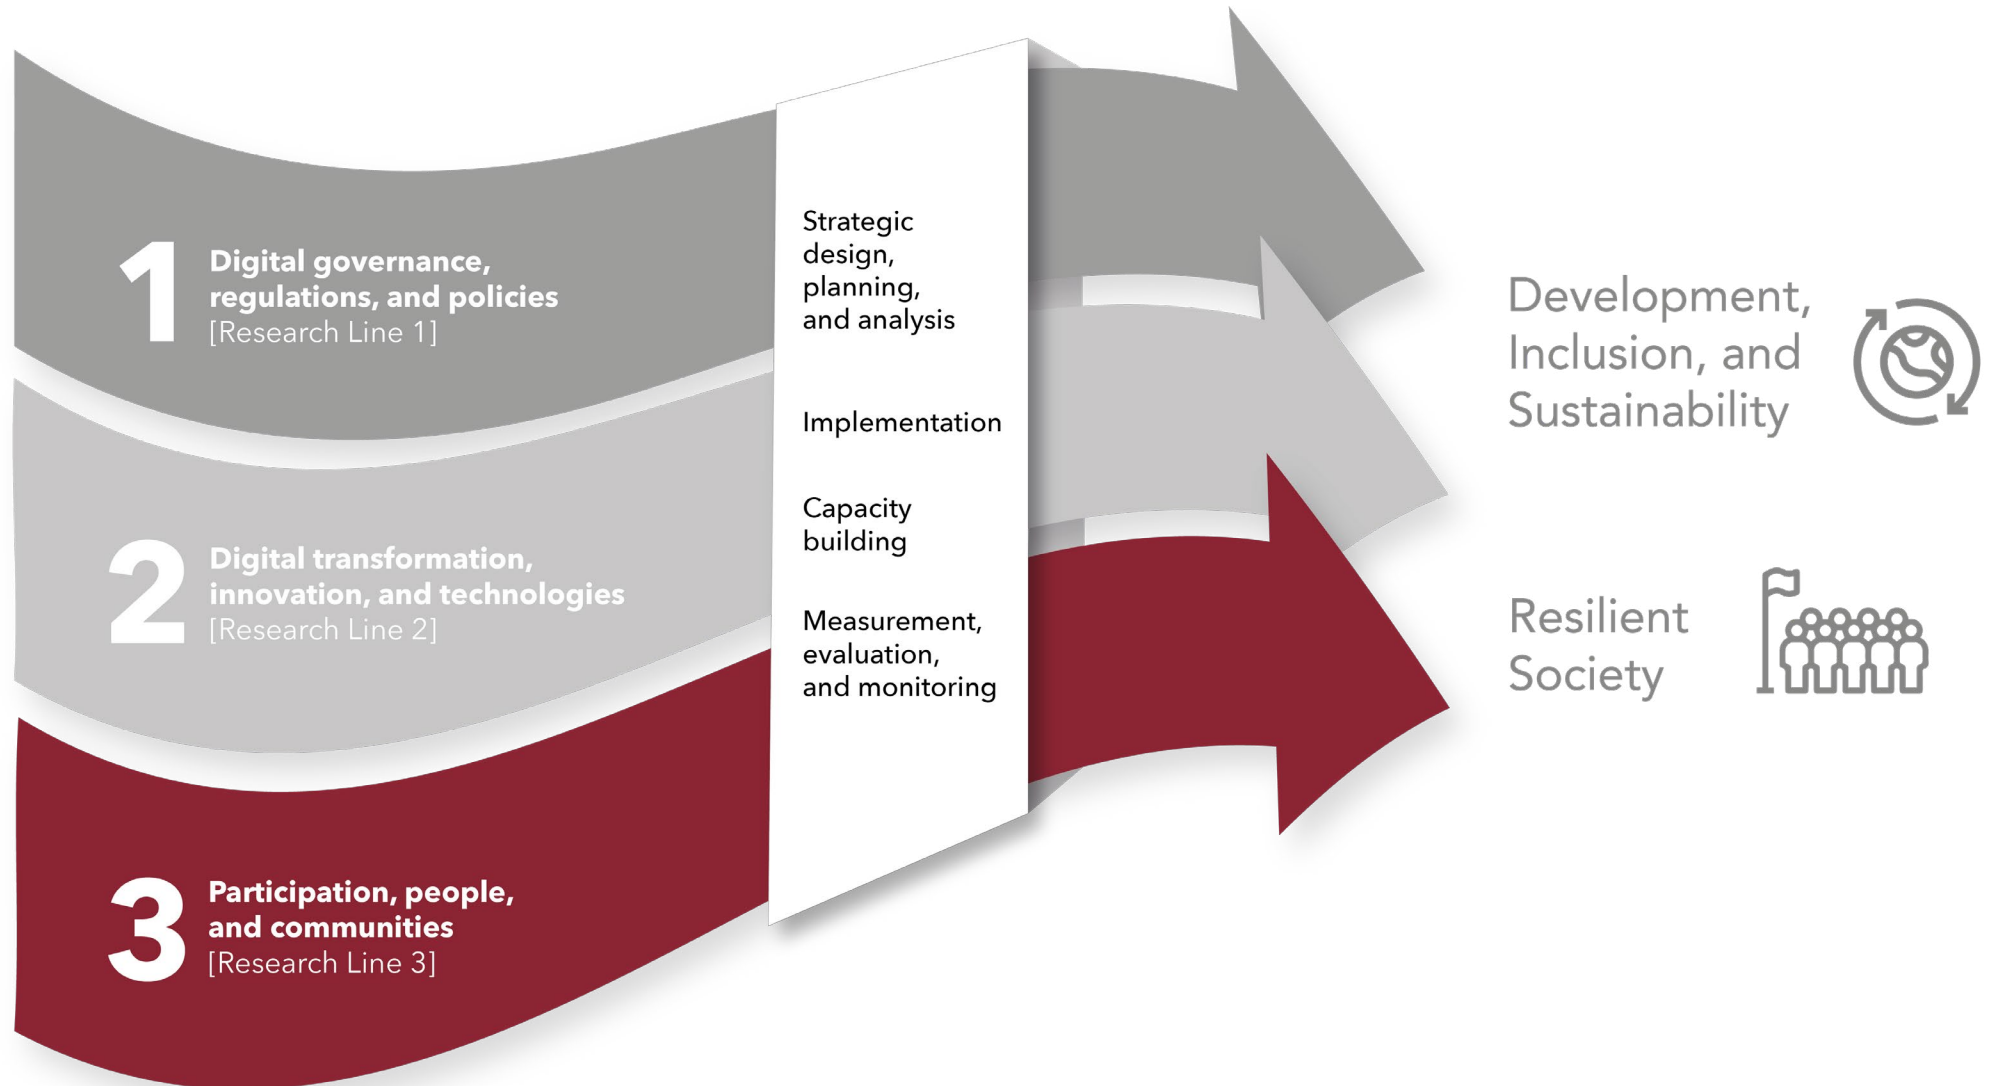 1
Digital governance,
regulations, and policies
[Research Line 1]
2
Digital transformation,
innovation, and technologies
[Research Line 2]
3
Participation, people,
and communities
[Research Line 3]
Strategic
design,
planning,
and analysis
Implementation
Capacity
building
Measurement,
evaluation,
and monitoring
Development,
Inclusion, and
Sustainability
Resilient
Society